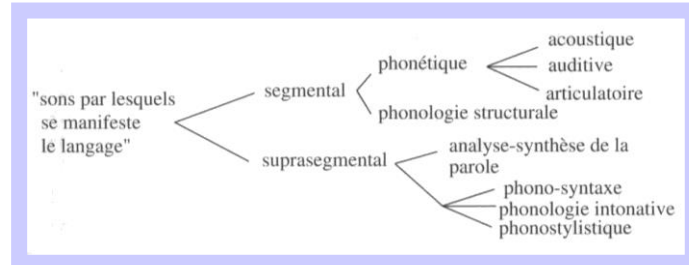 "sons par lesquels
se manifeste
le langage"
segmental
phonétique
acoustique
auditive
articulatoire
phonologie structurale
suprasegmental
analyse-synthèse de la
parole
phono-syntaxe
phonologie intonative
phonostylistique